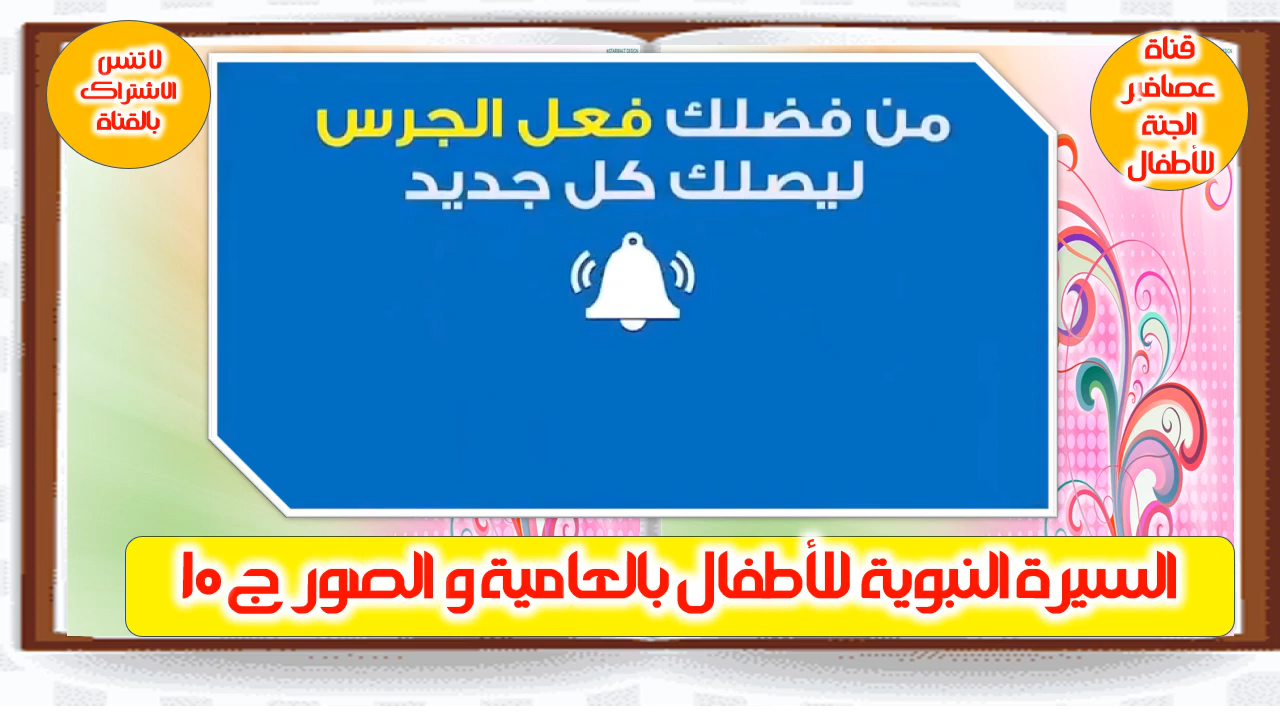 قناة
عصافير
الجنة
للأطفال
لا تنس
الاشتراك
بالقناة
من فضلك فعل الجرس
ليصلك كل جديد
السيرة النبوية للأطفال بالعامية و الصور ج ١٠